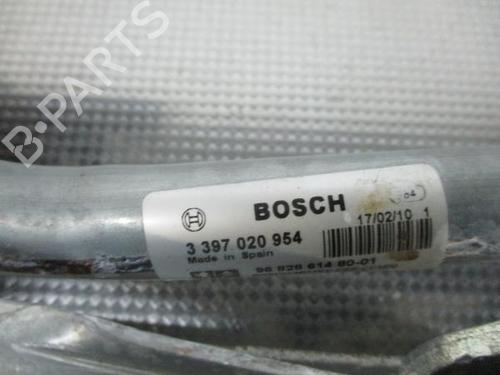 B-PARTS
BOSCH
04
17/02/10 1
3 397 020 954
Made in Spain
96 828 614 80-01